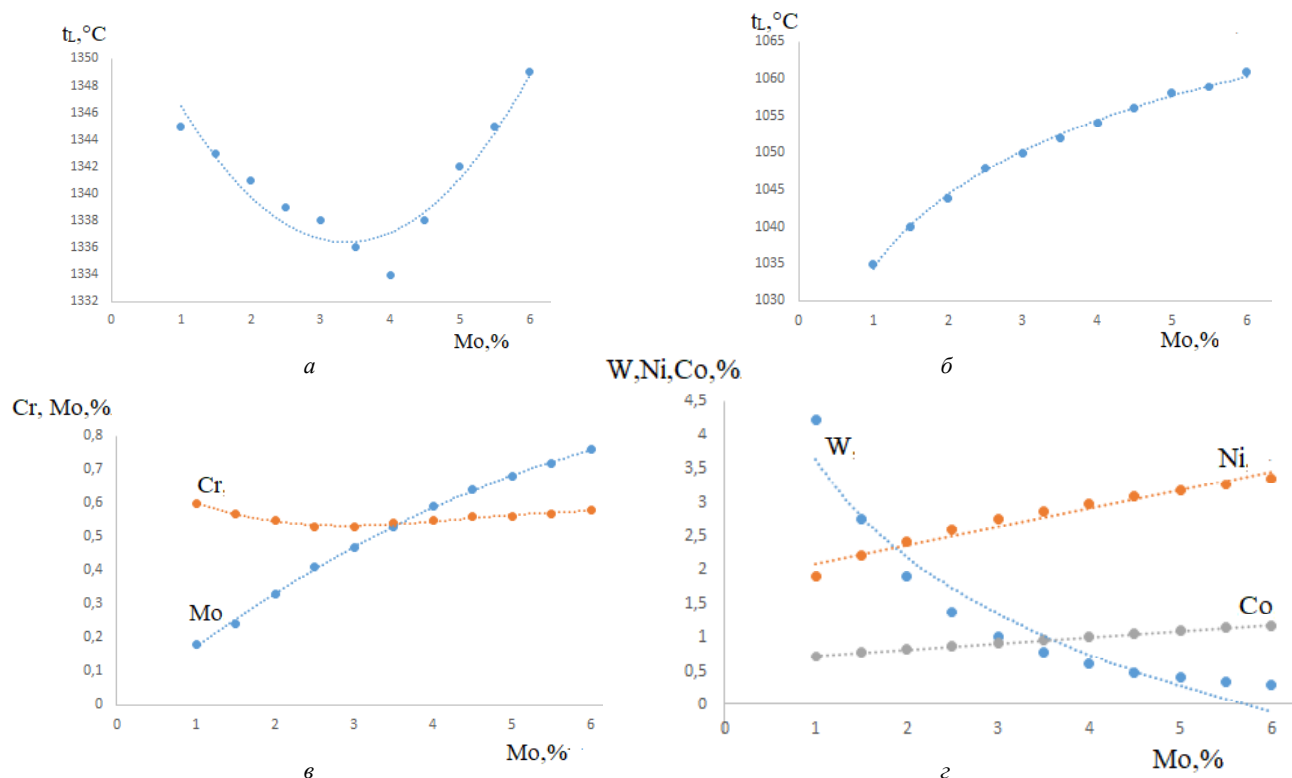 t_L,°C
1350
1348
1346
1344
1342
1340
1338
1336
1334
1332
0 1 2 3 4 5 6
Mo,%
а
t_L,°C
1065
1060
1055
1050
1045
1040
1035
1030
0 1 2 3 4 5 6
Mo,%
б
Cr, Mo,%
0,8
0,7
0,6
0,5
0,4
0,3
0,2
0,1
0
Cr,
Mo
0 1 2 3 4 5 6
Mo,%
в
W,Ni,Co,%
4,5
4
3,5
3
2,5
2
1,5
1
0,5
0
W,
Ni,
Co
0 1 2 3 4 5 6
Mo,%
г